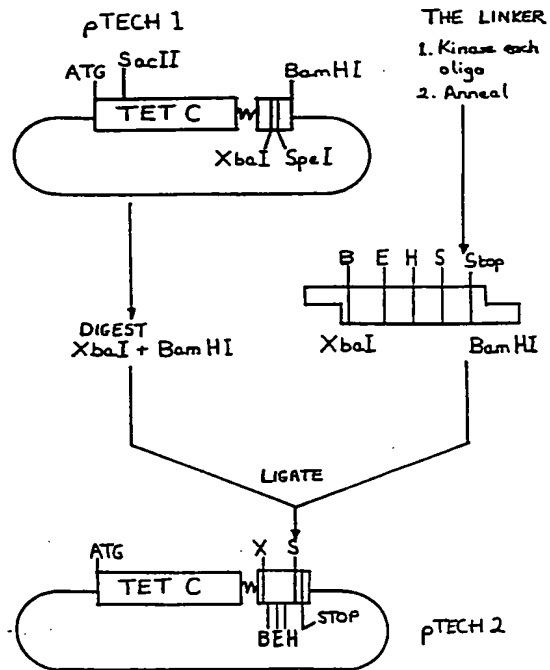 pTECH 1
SacII
ATG
BamHI
TET C
XbaI
SpeI
THE LINKER
1. Kinase each
oligo
2. Anneal
B E H S Stop
XbaI
BamHI
DIGEST
XbaI + BamHI
LIGATE
ATG
X S
TET C
BEH
STOP
pTECH 2